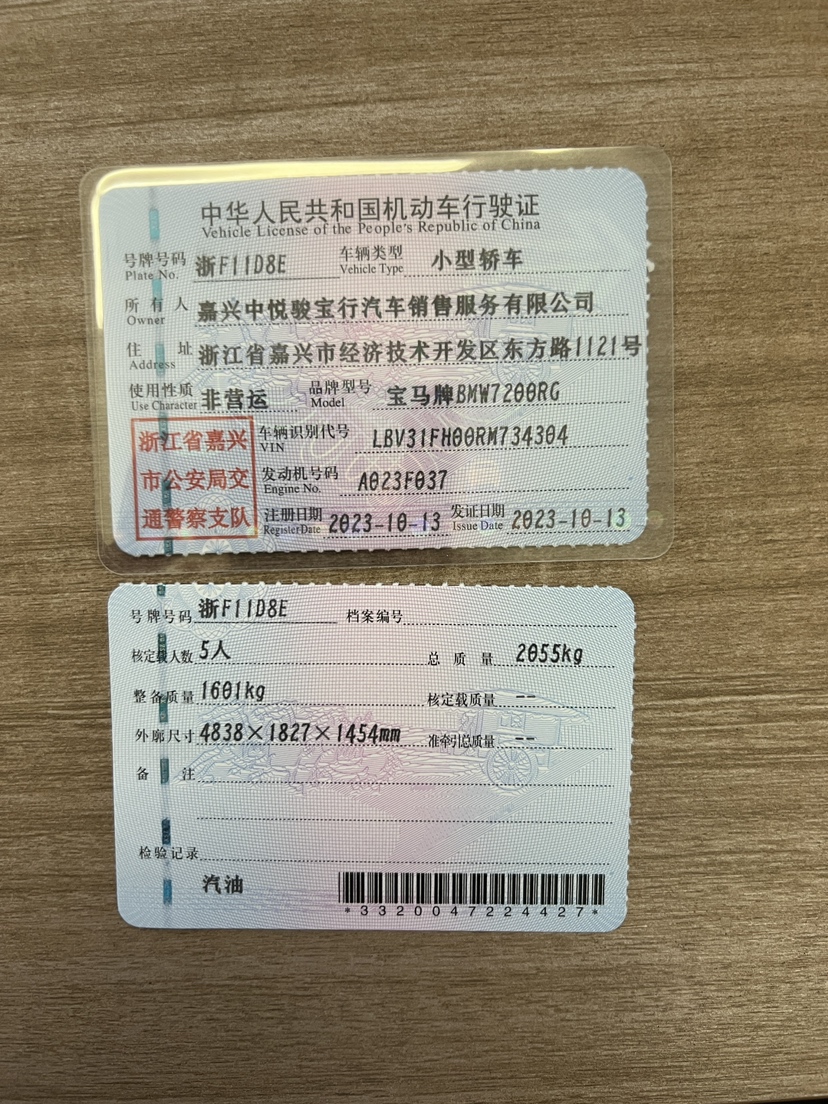 中华人民共和国机动车行驶证
Vehicle License of the People's Republic of China
号牌号码 浙F11D8E 车辆类型 小型轿车
Plate No. Vehicle Type
所有人 嘉兴中悦骏宝行汽车销售服务有限公司
Owner
住址 浙江省嘉兴市经济技术开发区东方路1121号
Address
使用性质 非营运 品牌型号 宝马牌BMW7200RG
Use Character Model
浙江省嘉兴
市公安局交
通警察支队
车辆识别代号 LBV31FH00RM734304
VIN
发动机号码 A023F037
Engine No.
注册日期 2023-10-13 发证日期 2023-10-13
Register Date Issue Date
号牌号码 浙F11D8E 档案编号
核定载人数 5人 总质量 2055kg
整备质量 1601kg 核定载质量 --
外廓尺寸 4838×1827×1454mm 准牵引总质量 --
备注
检验记录
汽油
*3320047224427*